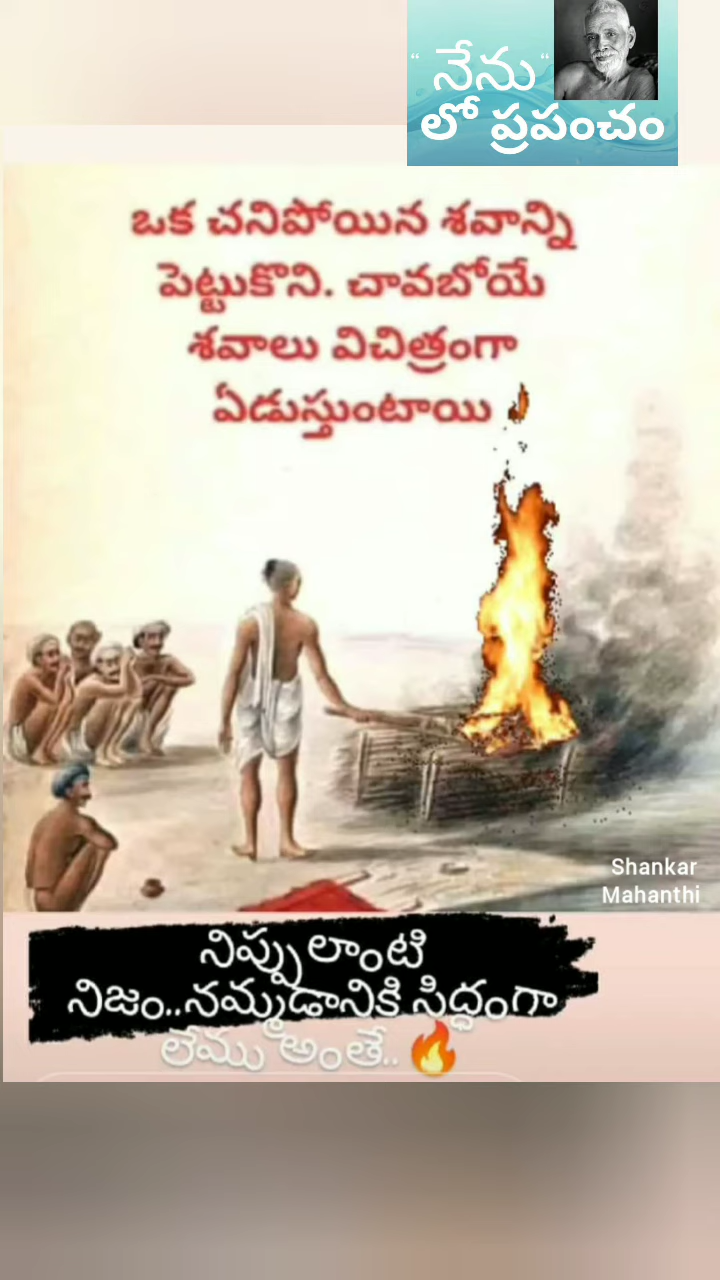 "నేను"
లో ప్రపంచం
ఒక చనిపోయిన శవాన్ని
పెట్టుకొని. చావబోయే
శవాలు విచిత్రంగా
ఏడుస్తుంటాయి
Shankar
Mahanthi
నిప్పులాంటి
నిజం..నమ్మడానికి సిద్ధంగా
లేము అంతే.. 🔥